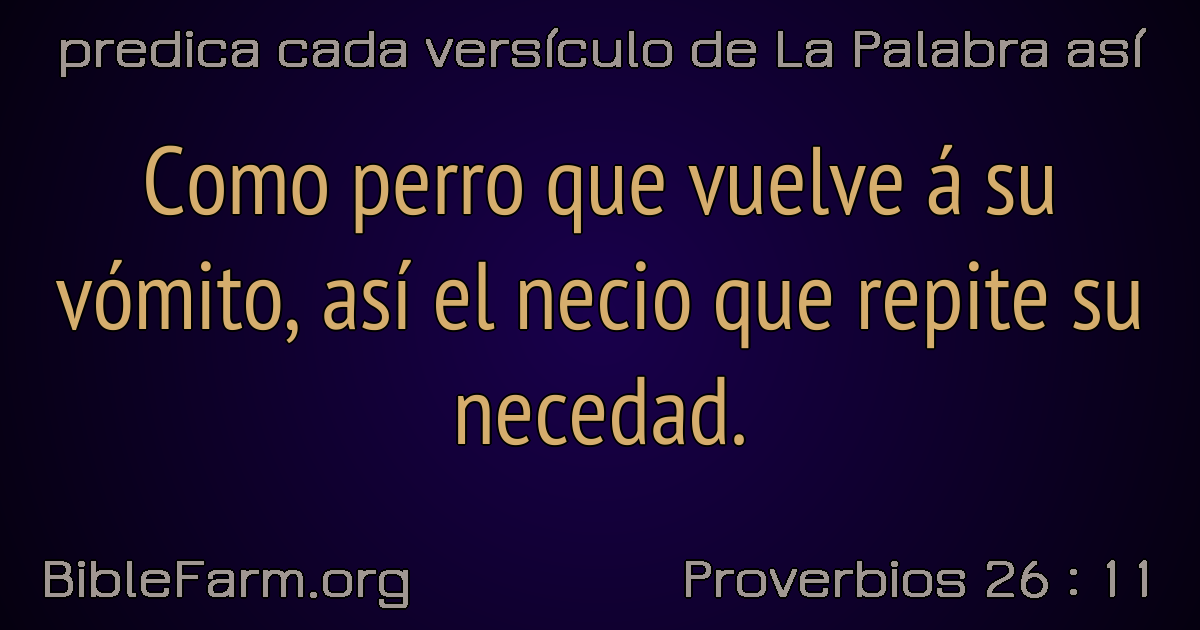 predica cada versículo de La Palabra así
Como perro que vuelve á su
vómito, así el necio que repite su
necedad.
BibleFarm.org
Proverbios 26 : 11